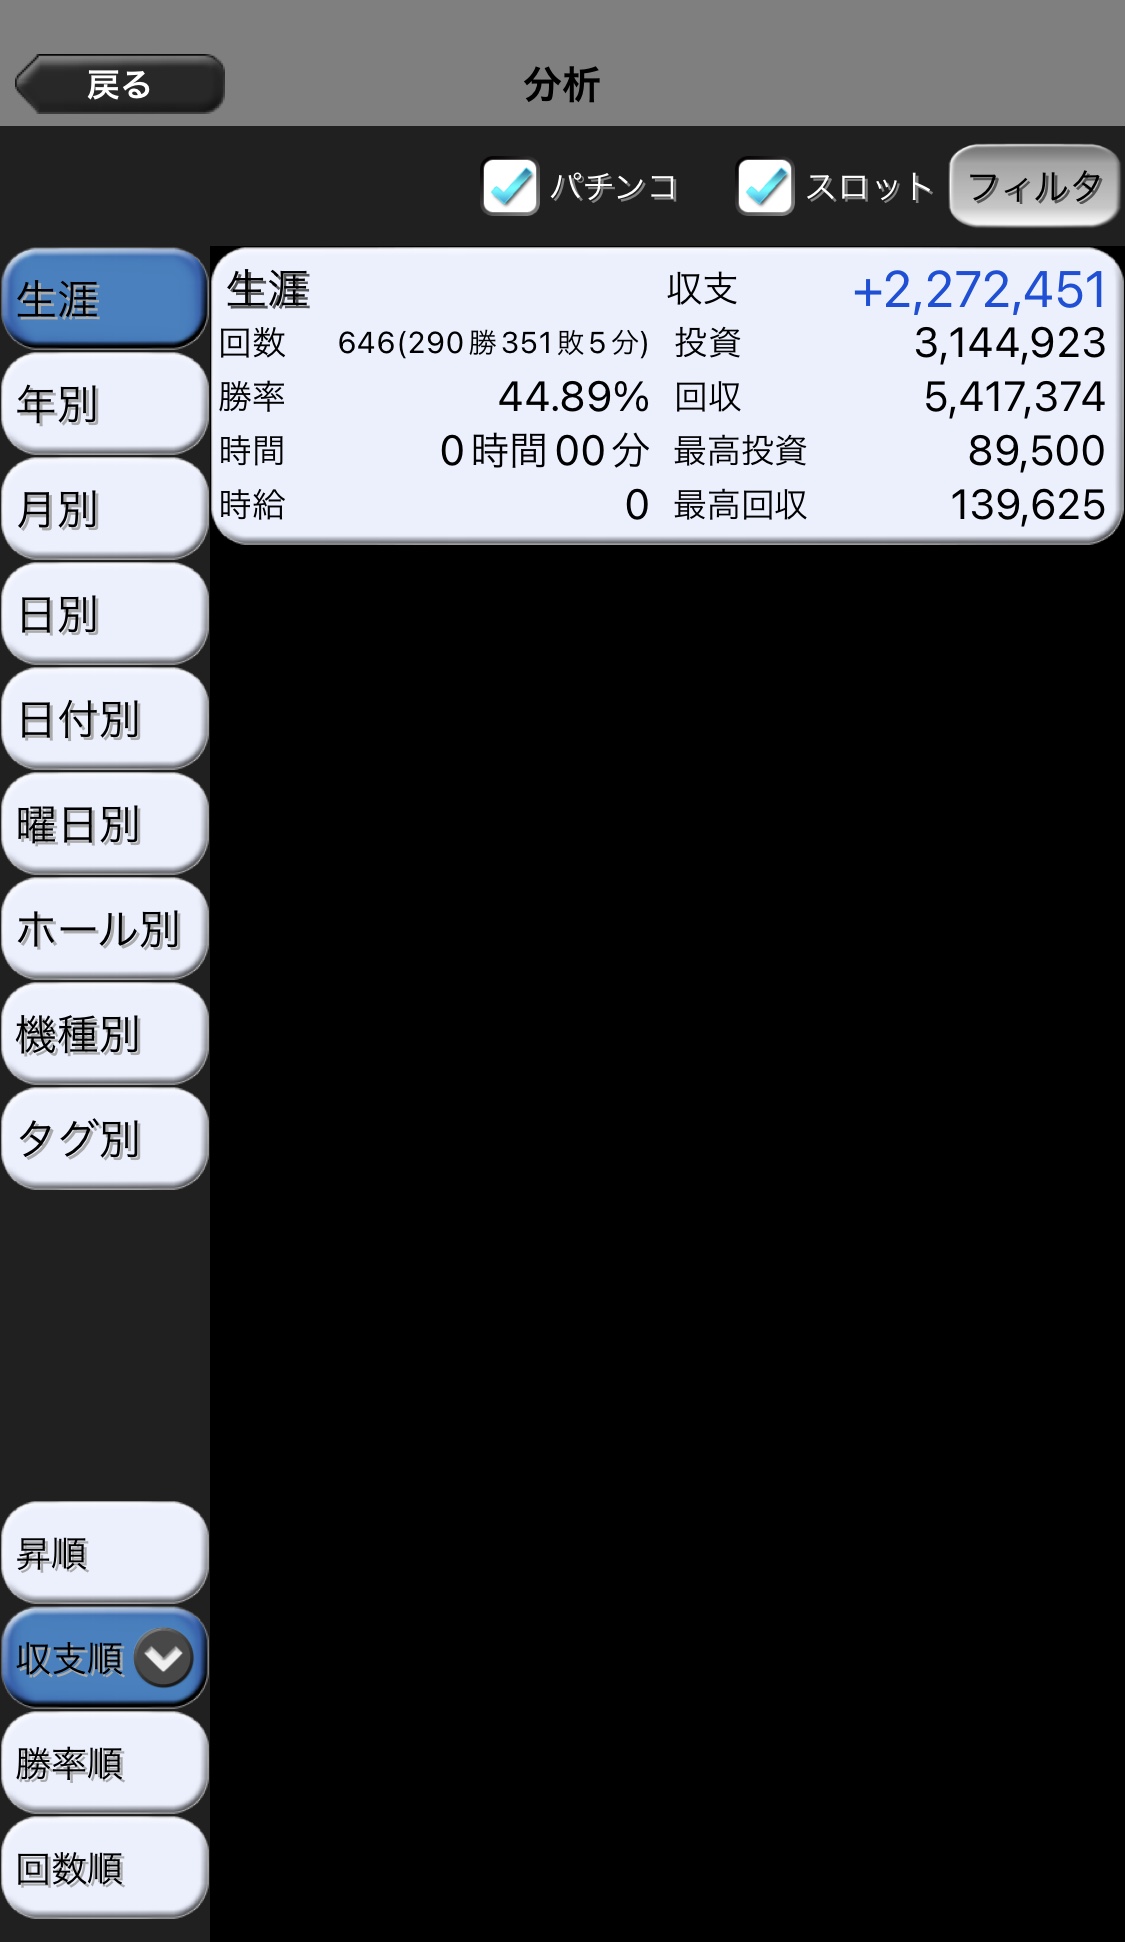 戻る
分析
パチンコ
スロット
フィルタ
生涯
年別
月別
日別
日付別
曜日別
ホール別
機種別
タグ別
生涯 収支 +2,272,451
回数 646(290勝351敗5分) 投資 3,144,923
勝率 44.89% 回収 5,417,374
時間 0時間00分 最高投資 89,500
時給 0 最高回収 139,625
昇順
収支順
勝率順
回数順